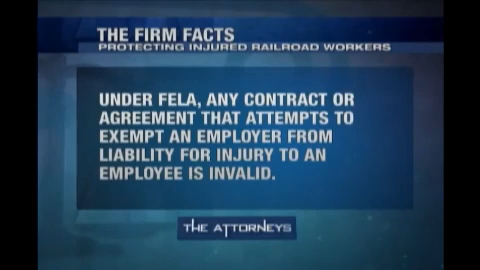 THE FIRM FACTS
PROTECTING INJURED RAILROAD WORKERS
UNDER FELA, ANY CONTRACT OR
AGREEMENT THAT ATTEMPTS TO
EXEMPT AN EMPLOYER FROM
LIABILITY FOR INJURY TO AN
EMPLOYEE IS INVALID.
THE ATTORNEYS